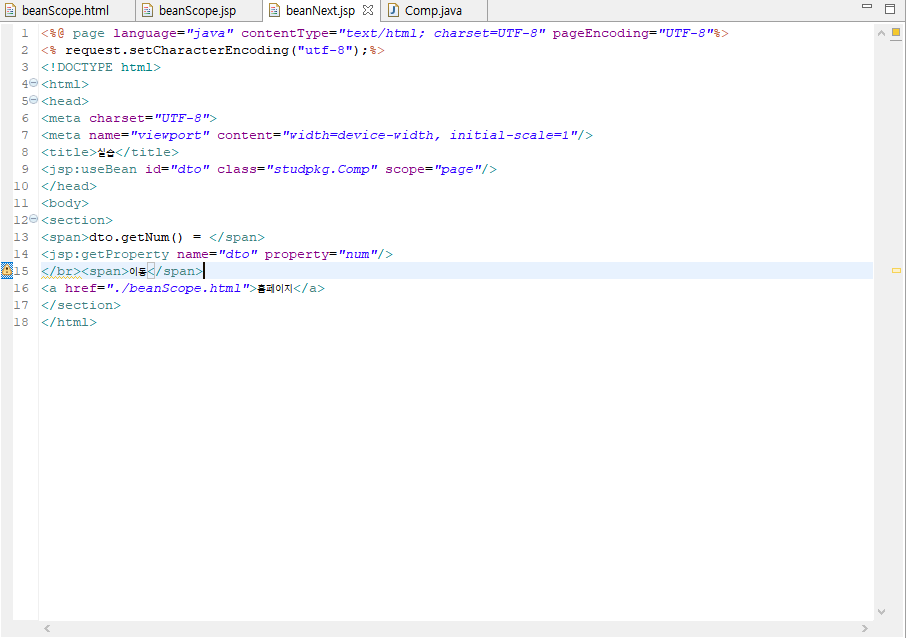 beanScope.html beanScope.jsp beanNext.jsp Comp.java
1 <%@ page language="java" contentType="text/html; charset=UTF-8" pageEncoding="UTF-8"%>
2 <% request.setCharacterEncoding("utf-8");%>
3 <!DOCTYPE html>
4 <html>
5 <head>
6 <meta charset="UTF-8">
7 <meta name="viewport" content="width=device-width, initial-scale=1"/>
8 <title>실습</title>
9 <jsp:useBean id="dto" class="studpkg.Comp" scope="page"/>
10 </head>
11 <body>
12 <section>
13 <span>dto.getNum() = </span>
14 <jsp:getProperty name="dto" property="num"/>
15 </br><span>이동</span>
16 <a href="./beanScope.html">홈페이지</a>
17 </section>
18 </html>